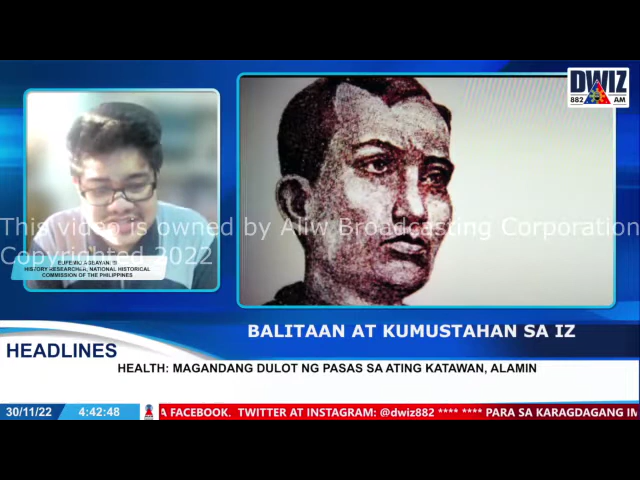 DWIZ
882 AM
This video is owned by Aliw Broadcasting Corporation
Copyrighted 2022
HISTORY RESEARCHER, NATIONAL HISTORICAL
COMMISSION OF THE PHILIPPINES
BALITAAN AT KUMUSTAHAN SA IZ
HEADLINES
HEALTH: MAGANDANG DULOT NG PASAS SA ATING KATAWAN, ALAMIN
30/11/22 4:42:48 A FACEBOOK. TWITTER AT INSTAGRAM: @dwiz882 **** **** PARA SA KARAGDAGANG IM